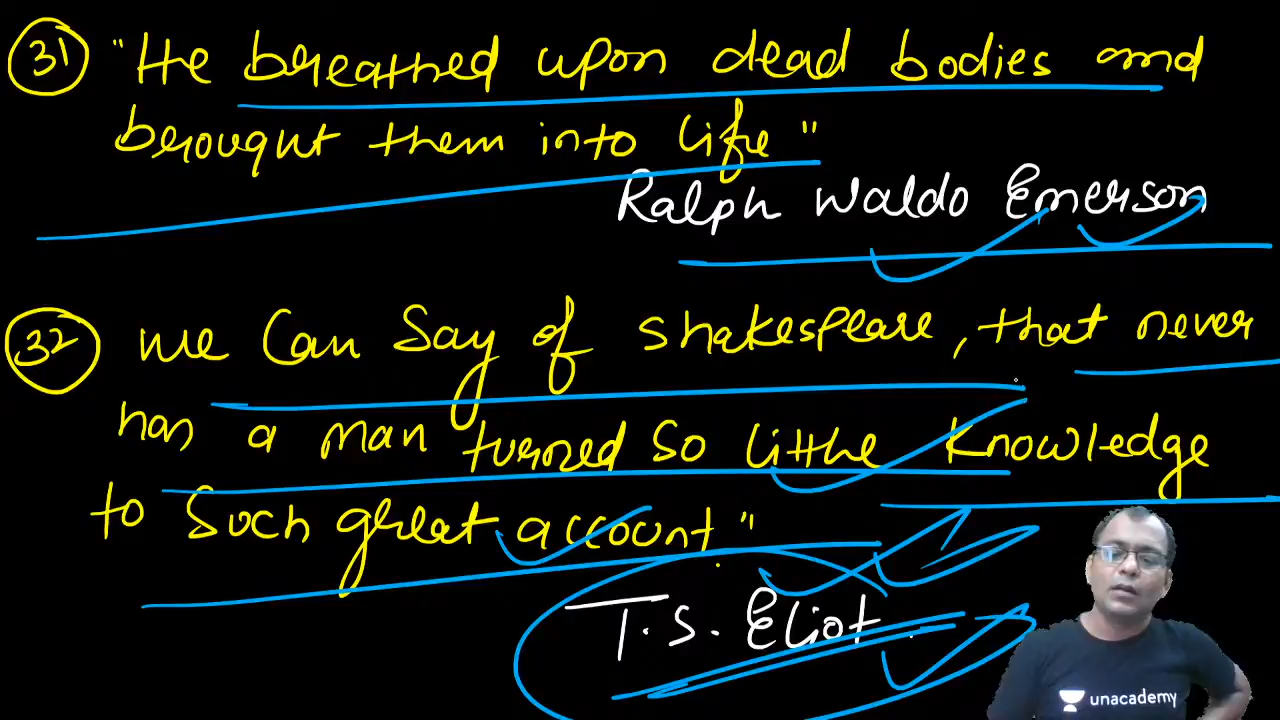 31 "He breathed upon dead bodies and
brought them into life"
Ralph Waldo Emerson
32 We Can Say of Shakespeare, that never
has a man turned so little knowledge
to Such great account"
T.S. Eliot.
unacademy